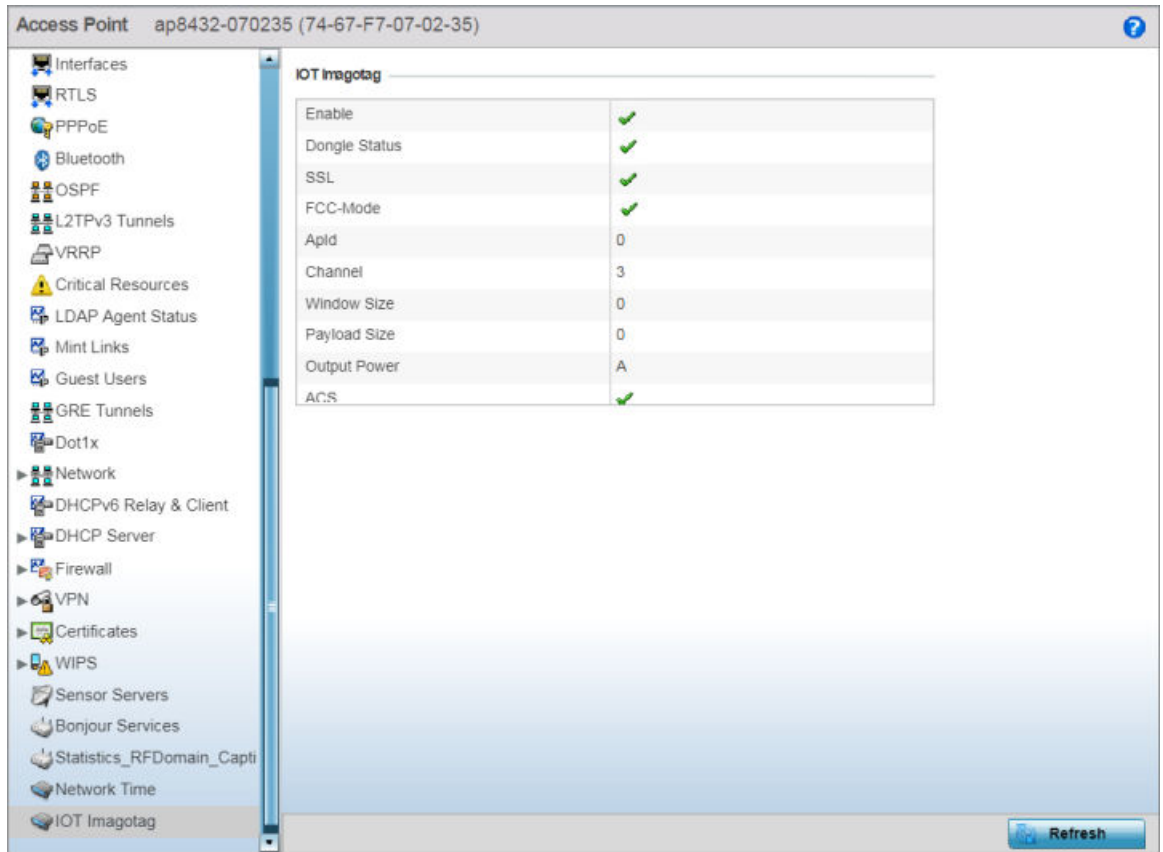 Access Point ap8432-070235 (74-67-F7-07-02-35)
Interfaces
RTLS
PPPoE
Bluetooth
OSPF
L2TPv3 Tunnels
VRRP
Critical Resources
LDAP Agent Status
Mint Links
Guest Users
GRE Tunnels
Dot1x
Network
DHCPv6 Relay & Client
DHCP Server
Firewall
VPN
Certificates
WIPS
Sensor Servers
Bonjour Services
Statistics_RFDomain_Capti
Network Time
IOT Imagotag
IOT Imagotag
Enable
Dongle Status
SSL
FCC-Mode
ApId 0
Channel 3
Window Size 0
Payload Size 0
Output Power A
ACS
Refresh